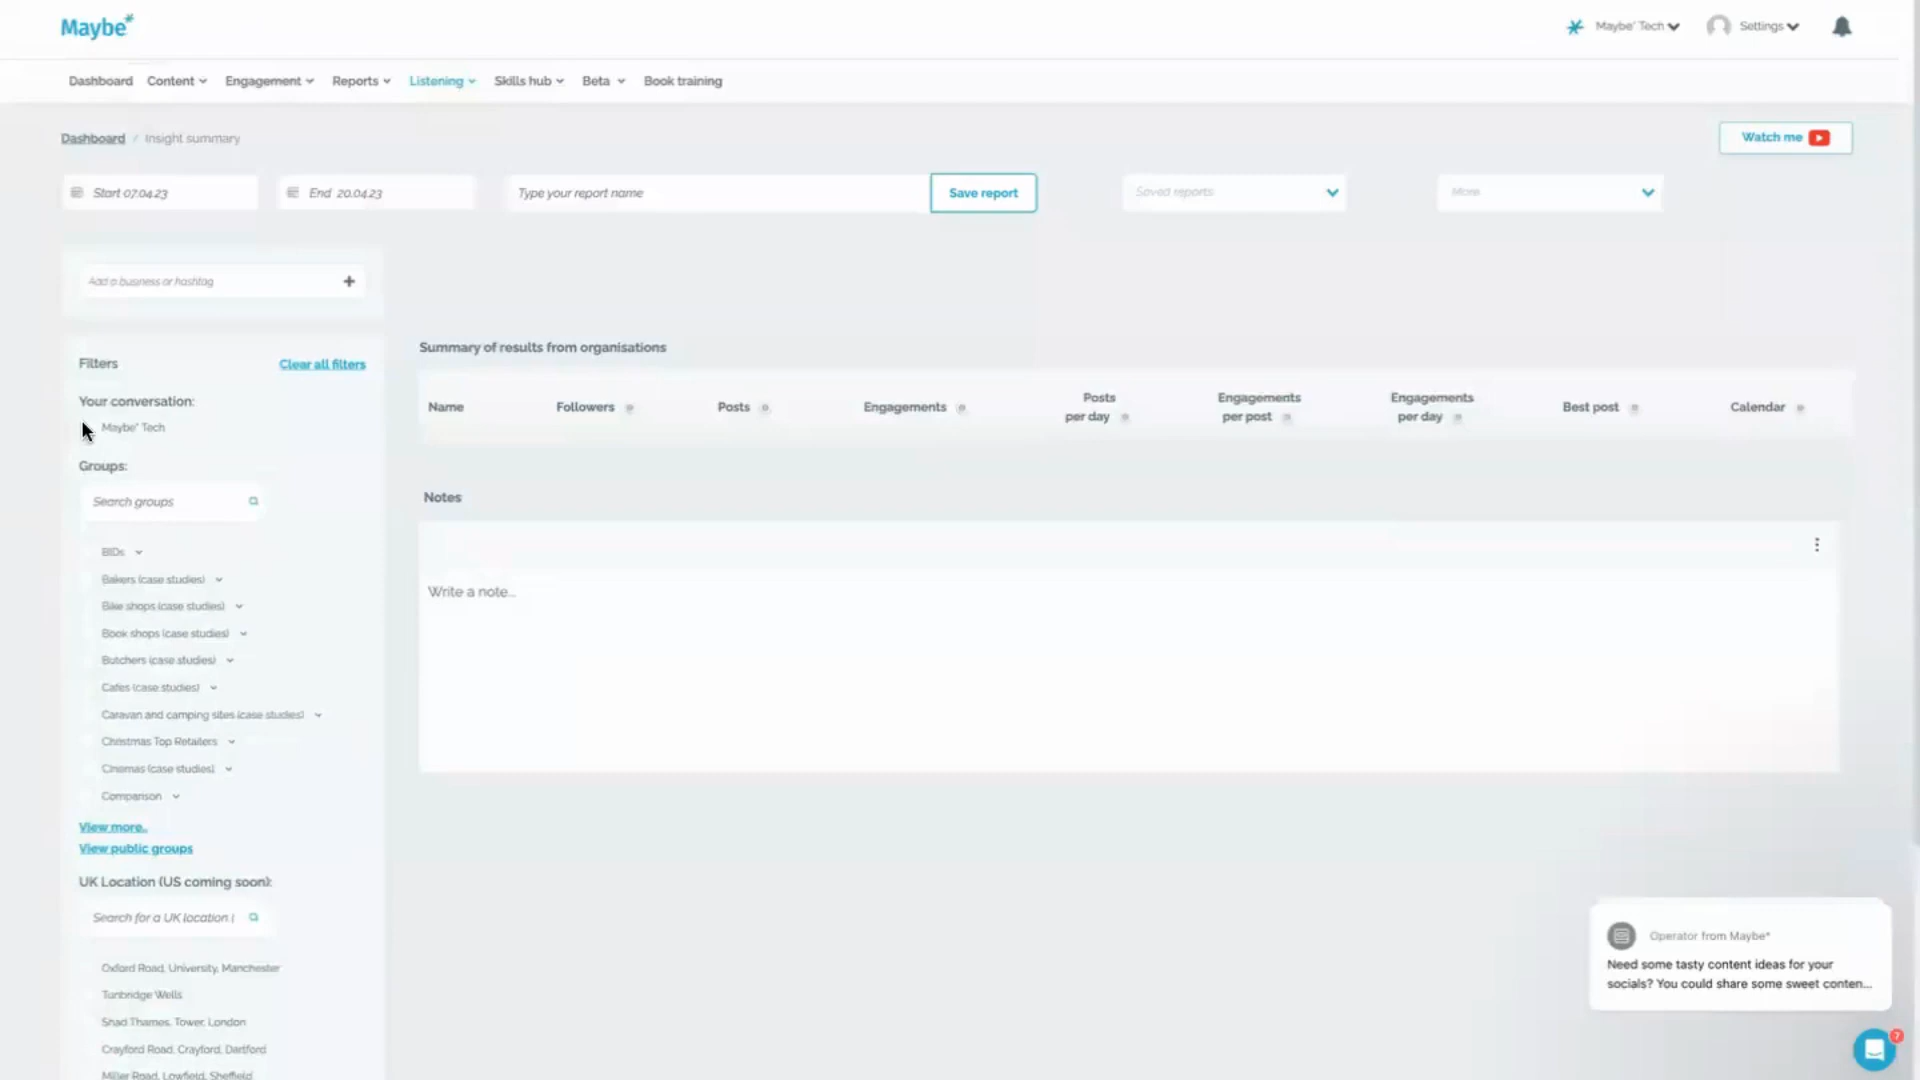 Maybe*
Maybe* Tech
Settings
Dashboard
Content
Engagement
Reports
Listening
Skills hub
Beta
Book training
Dashboard / Insight summary
Watch me
Start 07.04.23
End 20.04.23
Type your report name
Save report
Saved reports
More
Add a business or hashtag
+
Filters
Clear all filters
Your conversation:
Maybe* Tech
Groups:
Search groups
BIDs
Bakers (case studies)
Bike shops (case studies)
Book shops (case studies)
Butchers (case studies)
Cafes (case studies)
Caravan and camping sites (case studies)
Christmas Top Retailers
Cinemas (case studies)
Comparison
View more..
View public groups
UK Location (US coming soon):
Search for a UK location (
Oxford Road, University, Manchester
Tunbridge Wells
Shad Thames, Tower, London
Crayford Road, Crayford, Dartford
Miller Road, Lowfield, Sheffield
Summary of results from organisations
Name
Followers
Posts
Engagements
Posts
per day
Engagements
per post
Engagements
per day
Best post
Calendar
Notes
Write a note...
Operator from Maybe*
Need some tasty content ideas for your
socials? You could share some sweet conten...
7